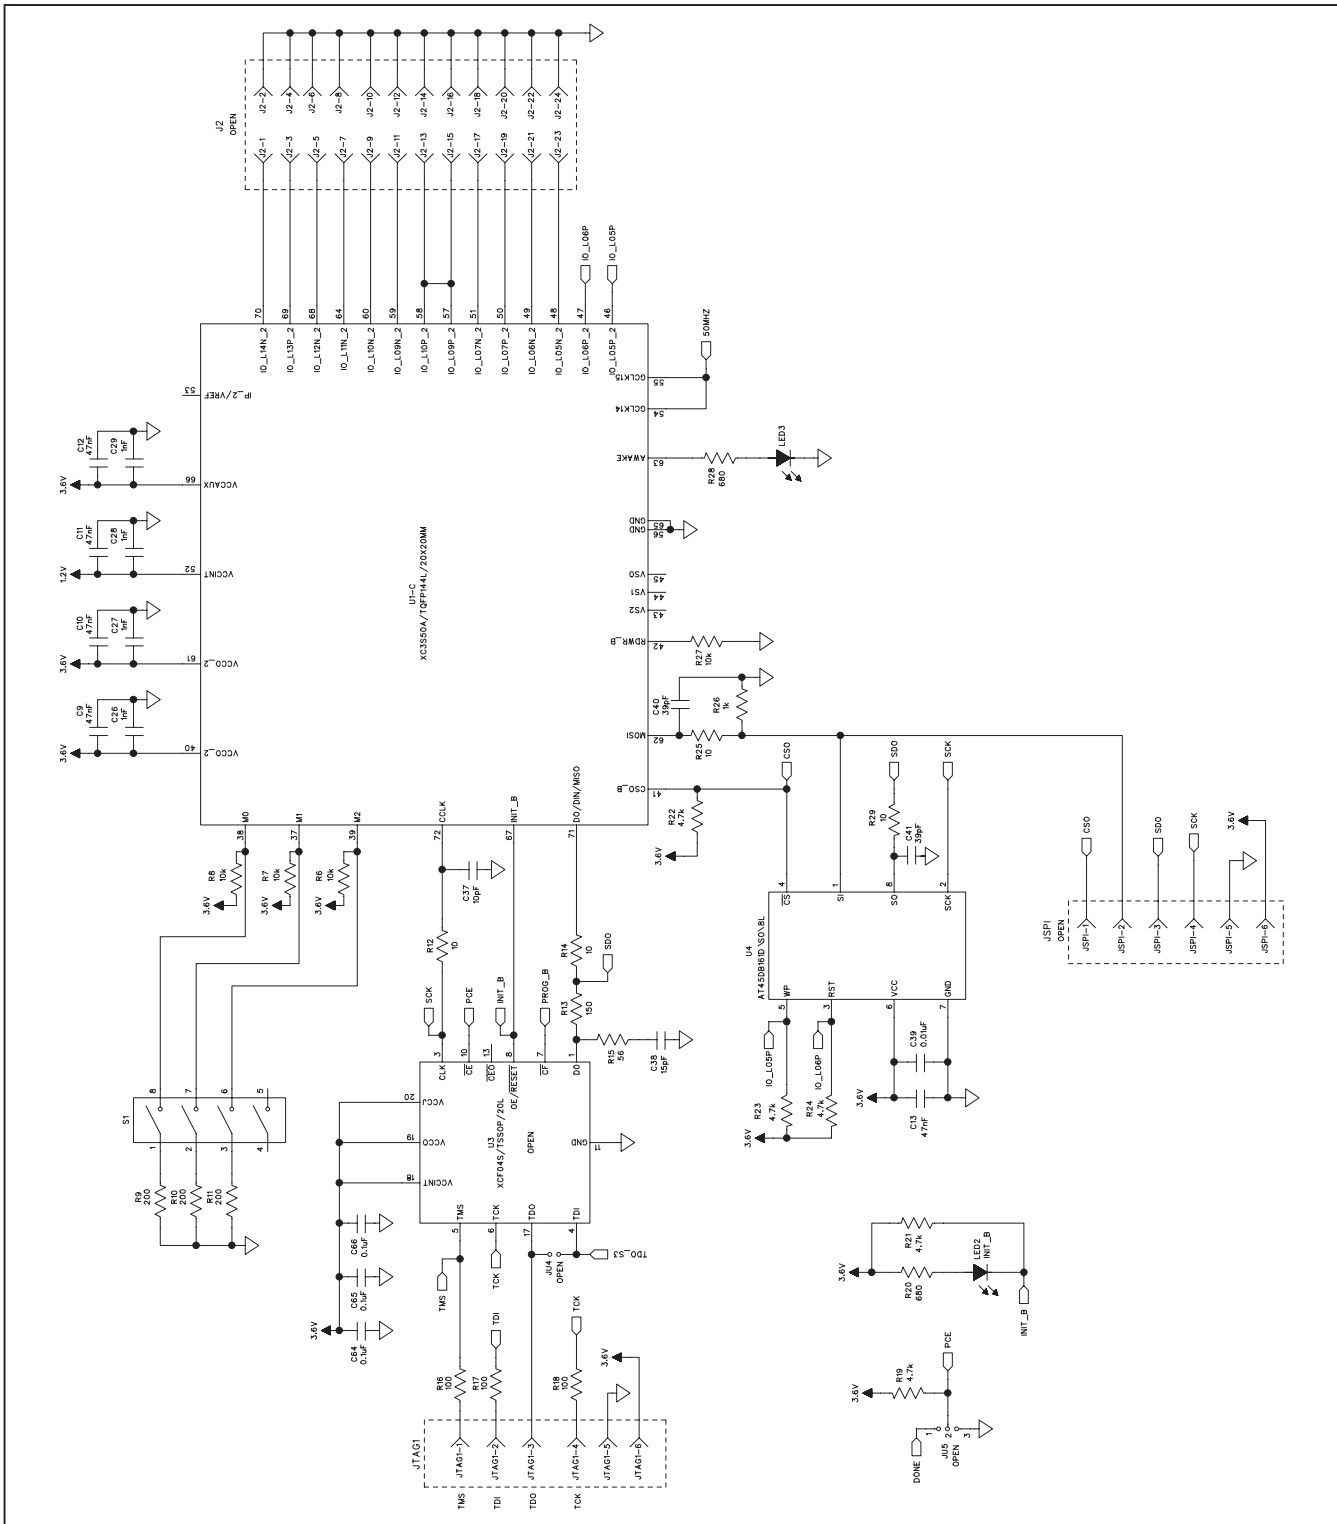 J2
OPEN
J2-2
J2-4
J2-6
J2-8
J2-10
J2-12
J2-14
J2-16
J2-18
J2-20
J2-22
J2-24
J2-1
J2-3
J2-5
J2-7
J2-9
J2-11
J2-13
J2-15
J2-17
J2-19
J2-21
J2-23
IO_L06P
IO_L05P
70
69
68
64
60
59
58
57
51
50
49
48
47
46
IO_L14N_2
IO_L13P_2
IO_L12N_2
IO_L11N_2
IO_L10N_2
IO_L09N_2
IO_L10P_2
IO_L09P_2
IO_L07N_2
IO_L07P_2
IO_L06N_2
IO_L05N_2
IO_L06P_2
IO_L05P_2
53
IP_2/VREF
C12
47nF
C29
1nF
3.6V
66
VCCAUX
C11
47nF
C28
1nF
1.2V
52
VCCINT
C10
47nF
C27
1nF
3.6V
61
VCCO_2
C9
47nF
C26
1nF
3.6V
40
VCCO_2
U1-C
XC3S50A/TQFP144L/20X20MM
50MHZ
GCLK15
55
GCLK14
54
AWAKE
63
R28
680
LED3
GND
65
GND
56
VS0
45
VS1
44
VS2
43
RDWR_B
42
R27
10k
C40
39pF
R26
1k
MOSI
62
R25
10
CSO_B
41
R22
4.7k
3.6V
CSO
SDO
SCK
M0
M1
M2
38
37
39
R8
10k
3.6V
R7
10k
3.6V
R6
10k
3.6V
CCLK
72
INIT_B
67
DO/DIN/MISO
71
C37
10pF
R12
10
R14
10
SDO
R13
150
SCK
PCE
INIT_B
PROG_B
R15
56
C38
15pF
3
10
13
8
7
1
CLK
CE
CEO
OE/RESET
CF
DO
20
VCCJ
19
VCCO
18
VCCINT
U3
XCF04S/TSSOP/20L
OPEN
GND
11
TMS
TCK
TDO
TDI
5
6
17
4
S1
8
7
6
5
1
2
3
4
R9
200
R10
200
R11
200
C66
0.1uF
C65
0.1uF
C64
0.1uF
3.6V
TMS
TCK
JU4
OPEN
TDO_S3
TDI
TCK
R16
100
R17
100
R18
100
3.6V
JTAG1
JTAG1-1
JTAG1-2
JTAG1-3
JTAG1-4
JTAG1-5
JTAG1-6
TMS
TDI
TDO
TCK
R29
10
C41
39pF
4
1
8
2
CS
SI
SO
SCK
U4
AT45DB161D\SO\8L
WP
RST
VCC
GND
5
3
6
7
IO_L05P
IO_L06P
R23
4.7k
R24
4.7k
3.6V
C39
0.01uF
C13
47nF
3.6V
CSO
SDO
SCK
3.6V
JSPI
OPEN
JSPI-1
JSPI-2
JSPI-3
JSPI-4
JSPI-5
JSPI-6
R21
4.7k
LED2
INIT_B
3.6V
R20
680
INIT_B
PCE
R19
4.7k
3.6V
DONE
1
2
3
JU5
OPEN